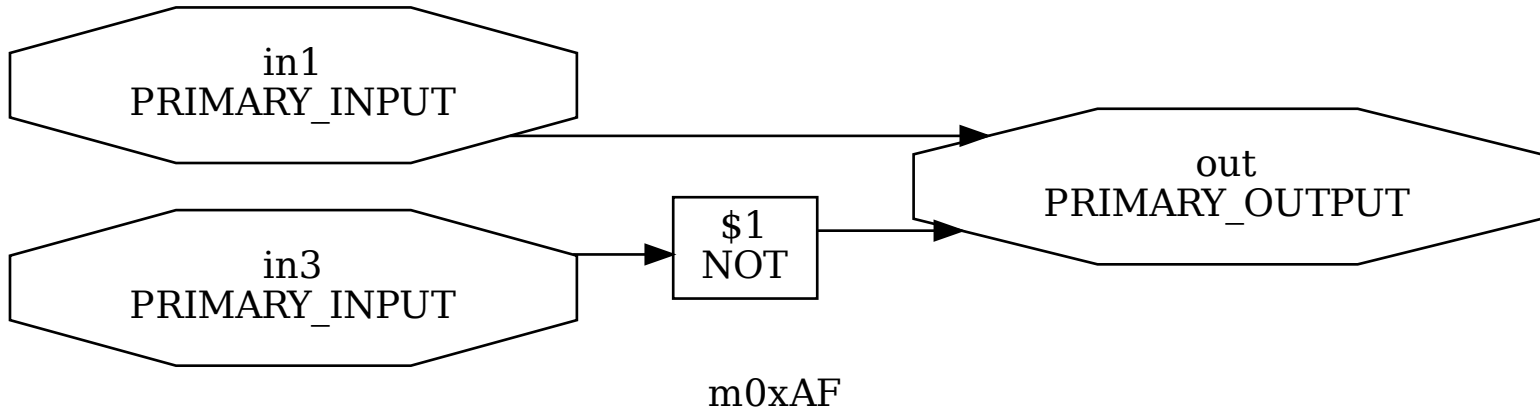 in1
PRIMARY_INPUT
in3
PRIMARY_INPUT
$1
NOT
out
PRIMARY_OUTPUT
m0xAF